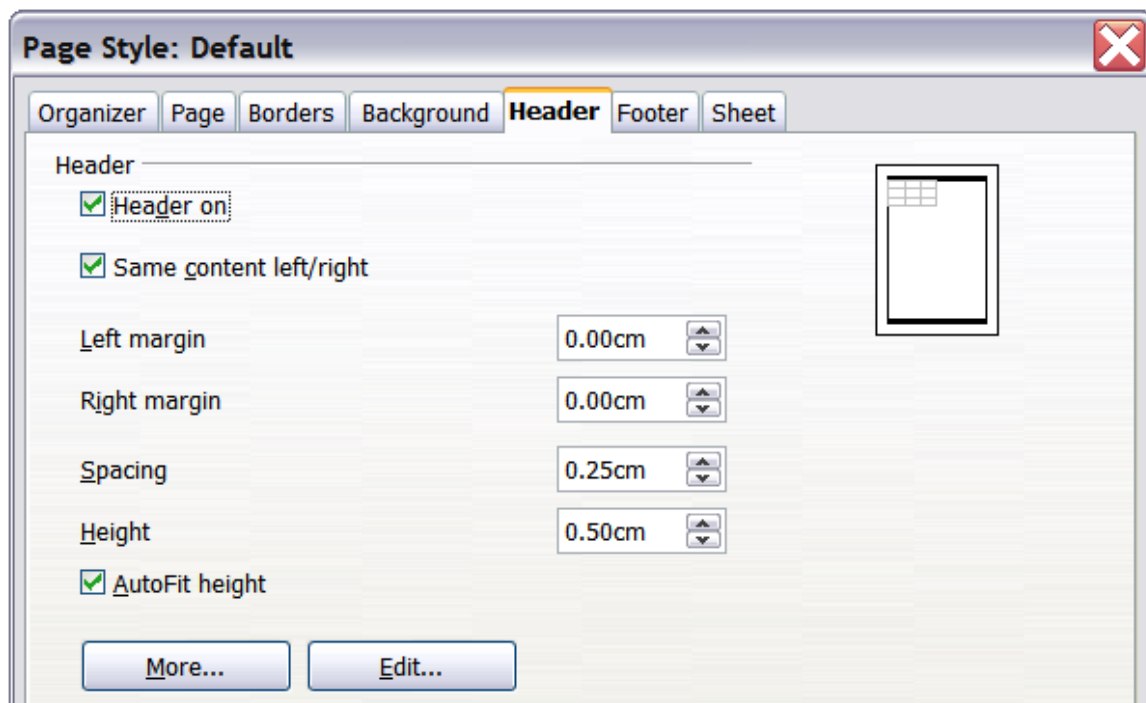 Page Style: Default
Organizer Page Borders Background Header Footer Sheet
Header
Header on
Same content left/right
Left margin 0.00cm
Right margin 0.00cm
Spacing 0.25cm
Height 0.50cm
AutoFit height
More... Edit...